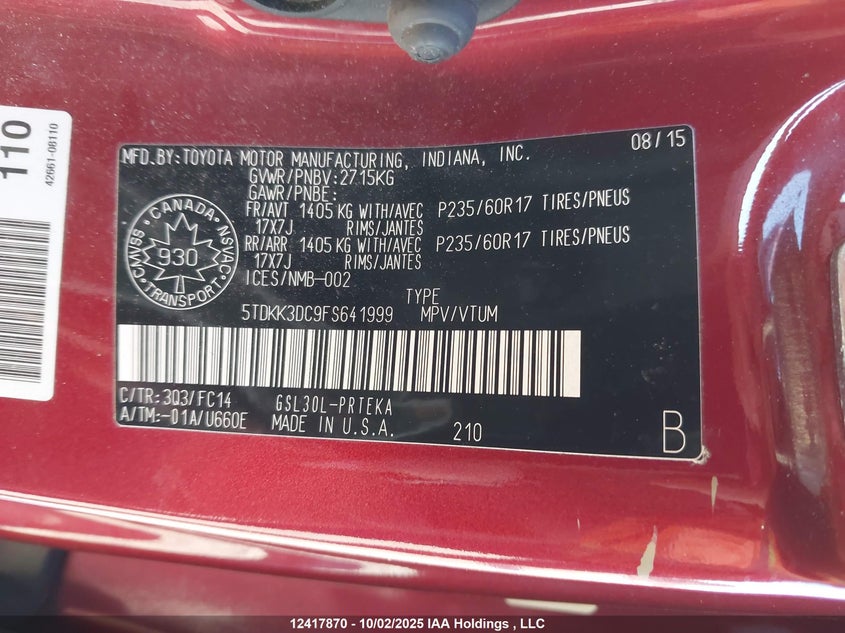 110
42661-08110
MFD.BY:TOYOTA MOTOR MANUFACTURING, INDIANA, INC. 08/15
GVWR/PNBV:2715KG
GAWR/PNBE:
FR/AVT 1405 KG WITH/AVEC P235/60R17 TIRES/PNEUS
17X7J RIMS/JANTES
RR/ARR 1405 KG WITH/AVEC P235/60R17 TIRES/PNEUS
17X7J RIMS/JANTES
ICES/NMB-002
CMVSS • CANADA • NSVAC
930
TRANSPORT
TYPE
5TDKK3DC9FS641999 MPV/VTUM
C/TR:3Q3/FC14 GSL30L-PRTEKA
A/TM:-01A/U660E MADE IN U.S.A. 210 B
12417870 - 10/02/2025 IAA Holdings , LLC